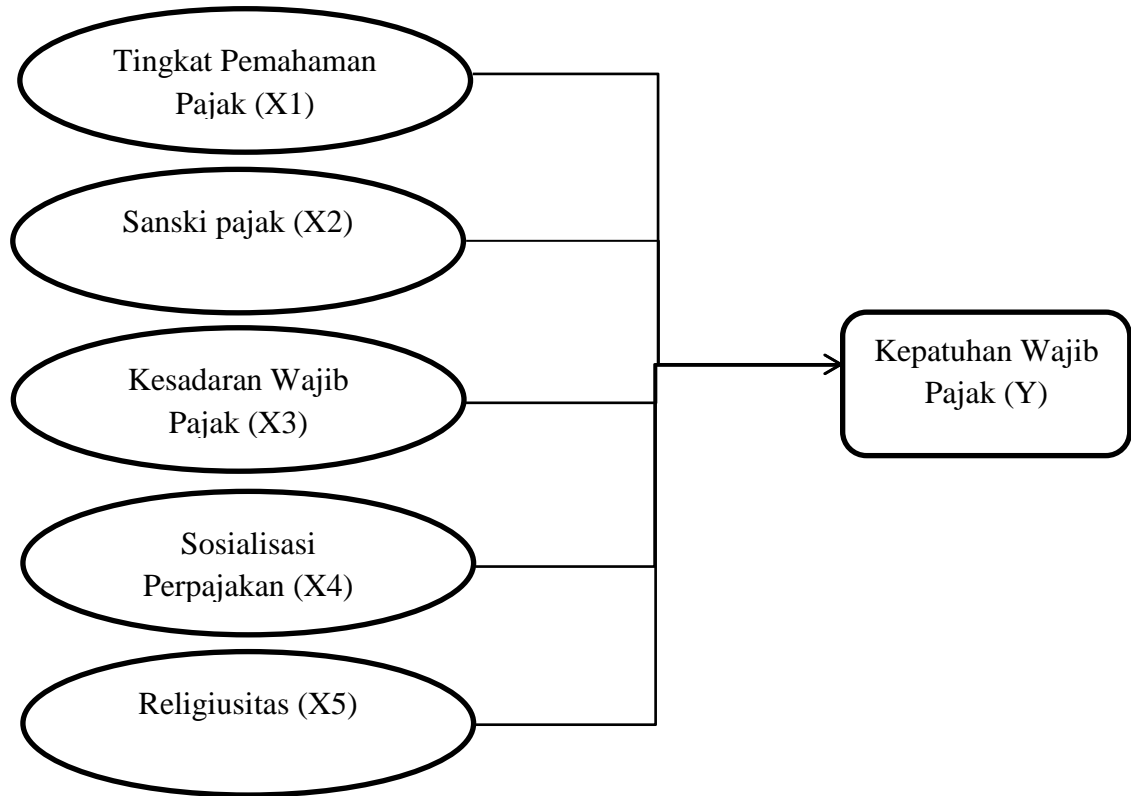 Tingkat Pemahaman
Pajak (X1)
Sanski pajak (X2)
Kesadaran Wajib
Pajak (X3)
Sosialisasi
Perpajakan (X4)
Religiusitas (X5)
Kepatuhan Wajib
Pajak (Y)